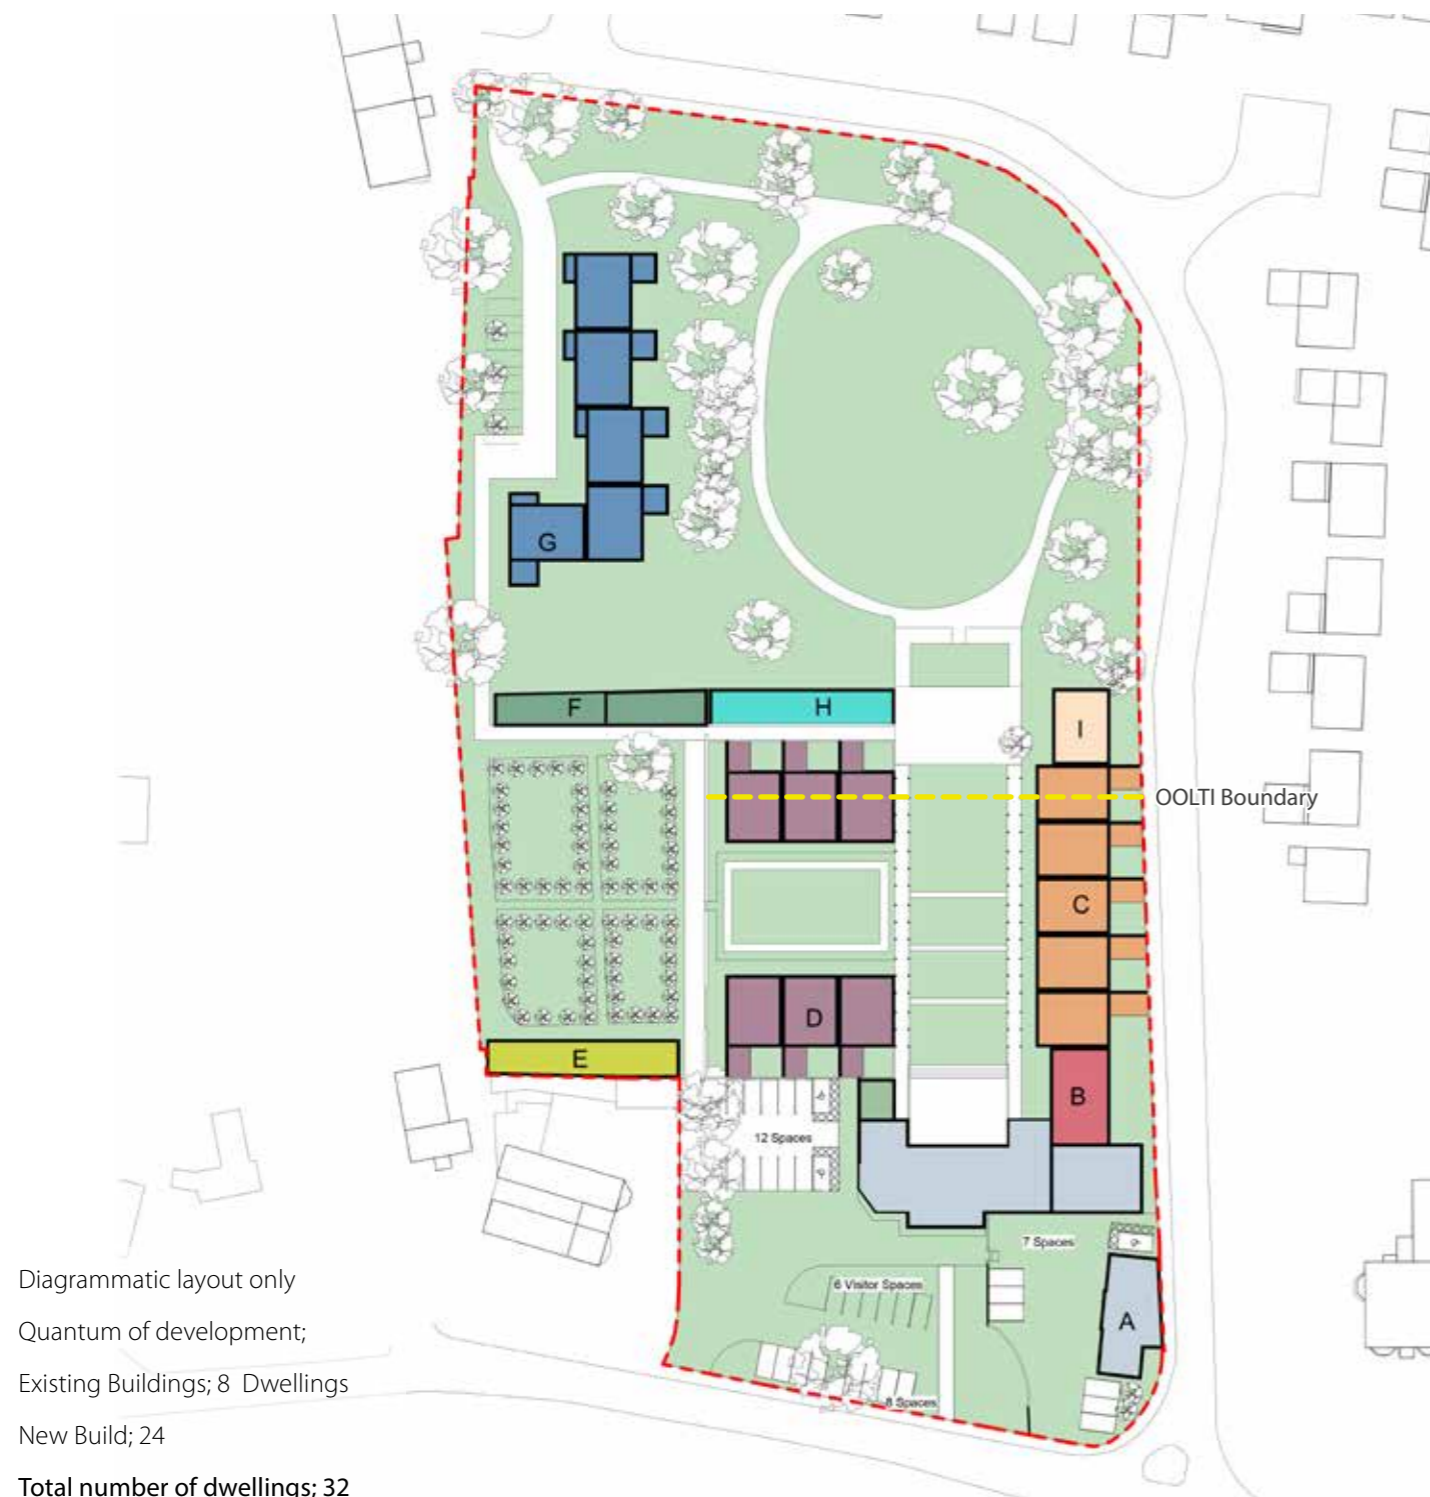 G
F
H
I
OOLTI Boundary
C
D
E
B
12 Spaces
7 Spaces
6 Visitor Spaces
A
8 Spaces
Diagrammatic layout only
Quantum of development;
Existing Buildings; 8 Dwellings
New Build; 24
Total number of dwellings; 32